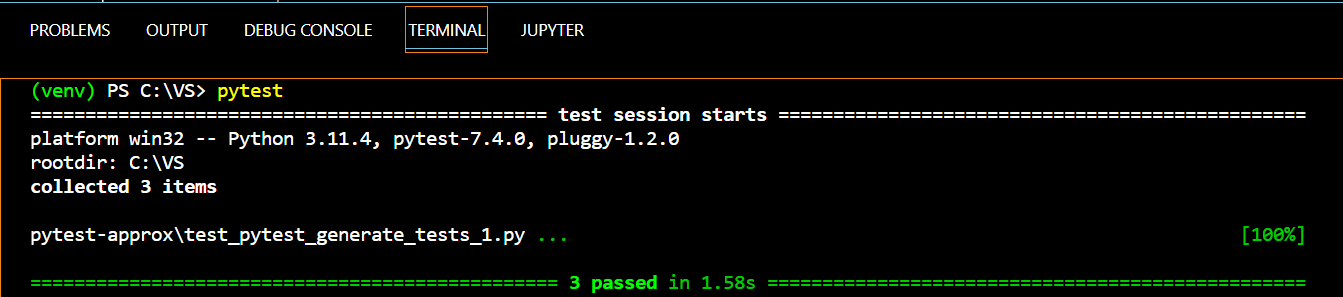 PROBLEMS OUTPUT DEBUG CONSOLE TERMINAL JUPYTER
(venv) PS C:\VS> pytest
=============================================== test session starts ================================================
platform win32 -- Python 3.11.4, pytest-7.4.0, pluggy-1.2.0
rootdir: C:\VS
collected 3 items
pytest-approx\test_pytest_generate_tests_1.py ... [100%]
================================================ 3 passed in 1.58s =================================================